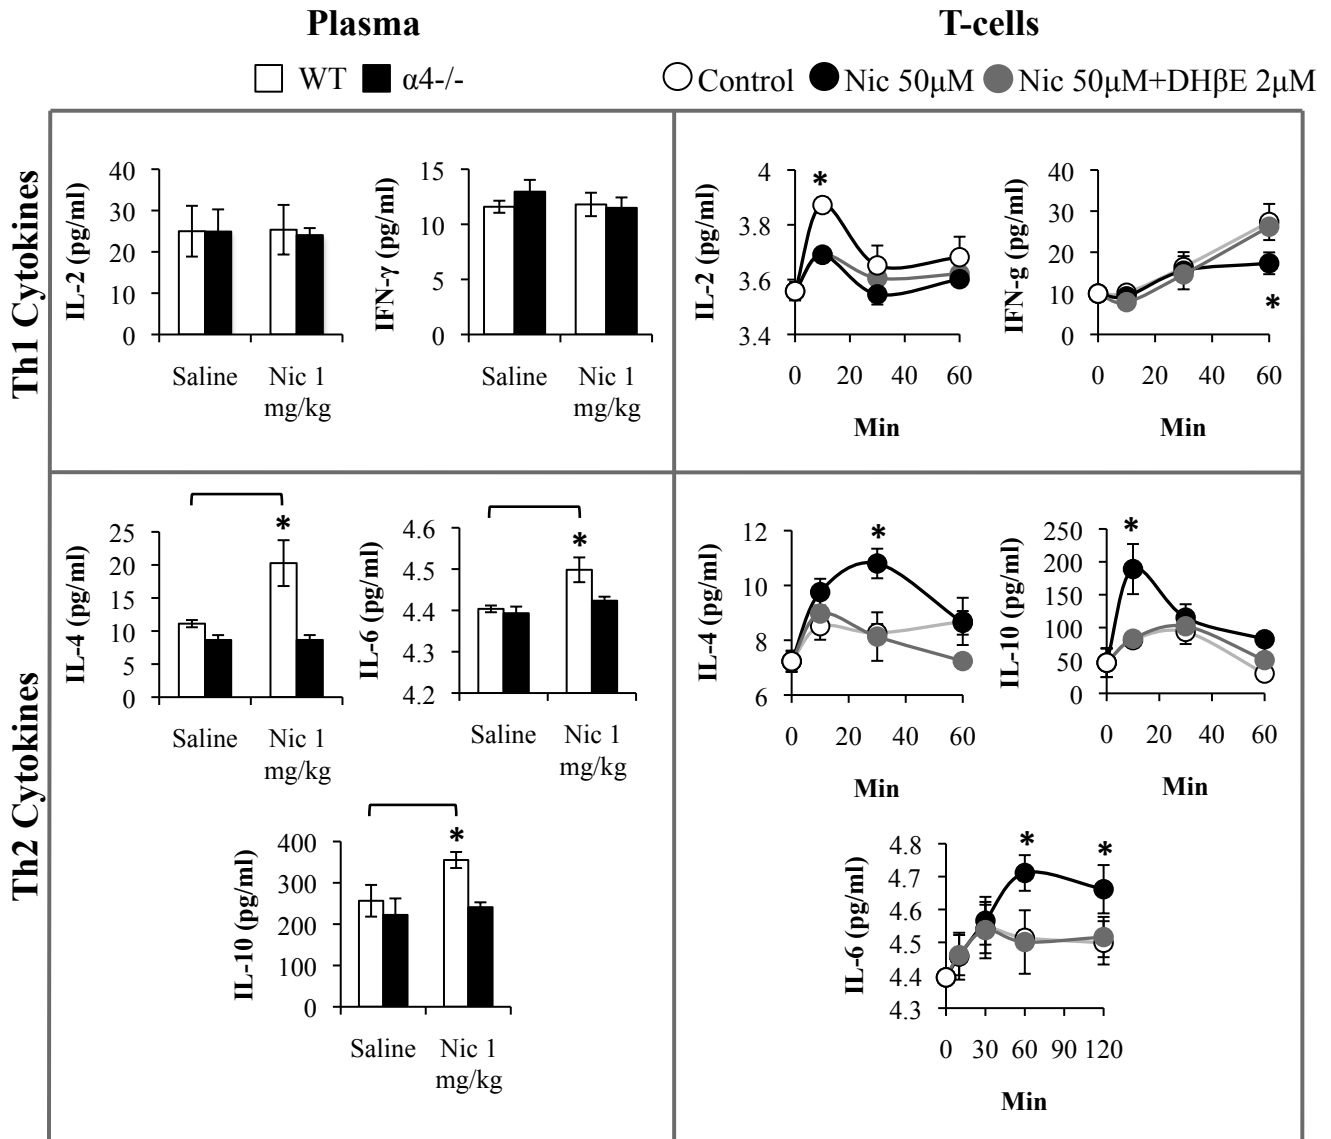 Plasma
T-cells
WT α4-/-
Control Nic 50μM Nic 50μM+DHβE 2μM
Th1 Cytokines
IL-2 (pg/ml)
40
30
20
10
0
Saline Nic 1
mg/kg
IFN-γ (pg/ml)
15
10
5
0
Saline Nic 1
mg/kg
IL-2 (pg/ml)
4
3.8
3.6
3.4
*
0 20 40 60
Min
IFN-g (pg/ml)
40
30
20
10
0
*
0 20 40 60
Min
Th2 Cytokines
IL-4 (pg/ml)
25
20
15
10
5
0
*
Saline Nic 1
mg/kg
IL-6 (pg/ml)
4.6
4.5
4.4
4.3
4.2
*
Saline Nic 1
mg/kg
IL-10 (pg/ml)
400
300
200
100
0
*
Saline Nic 1
mg/kg
IL-4 (pg/ml)
12
10
8
6
*
0 20 40 60
Min
IL-10 (pg/ml)
250
200
150
100
50
0
*
0 20 40 60
Min
IL-6 (pg/ml)
4.8
4.7
4.6
4.5
4.4
4.3
* *
0 30 60 90 120
Min